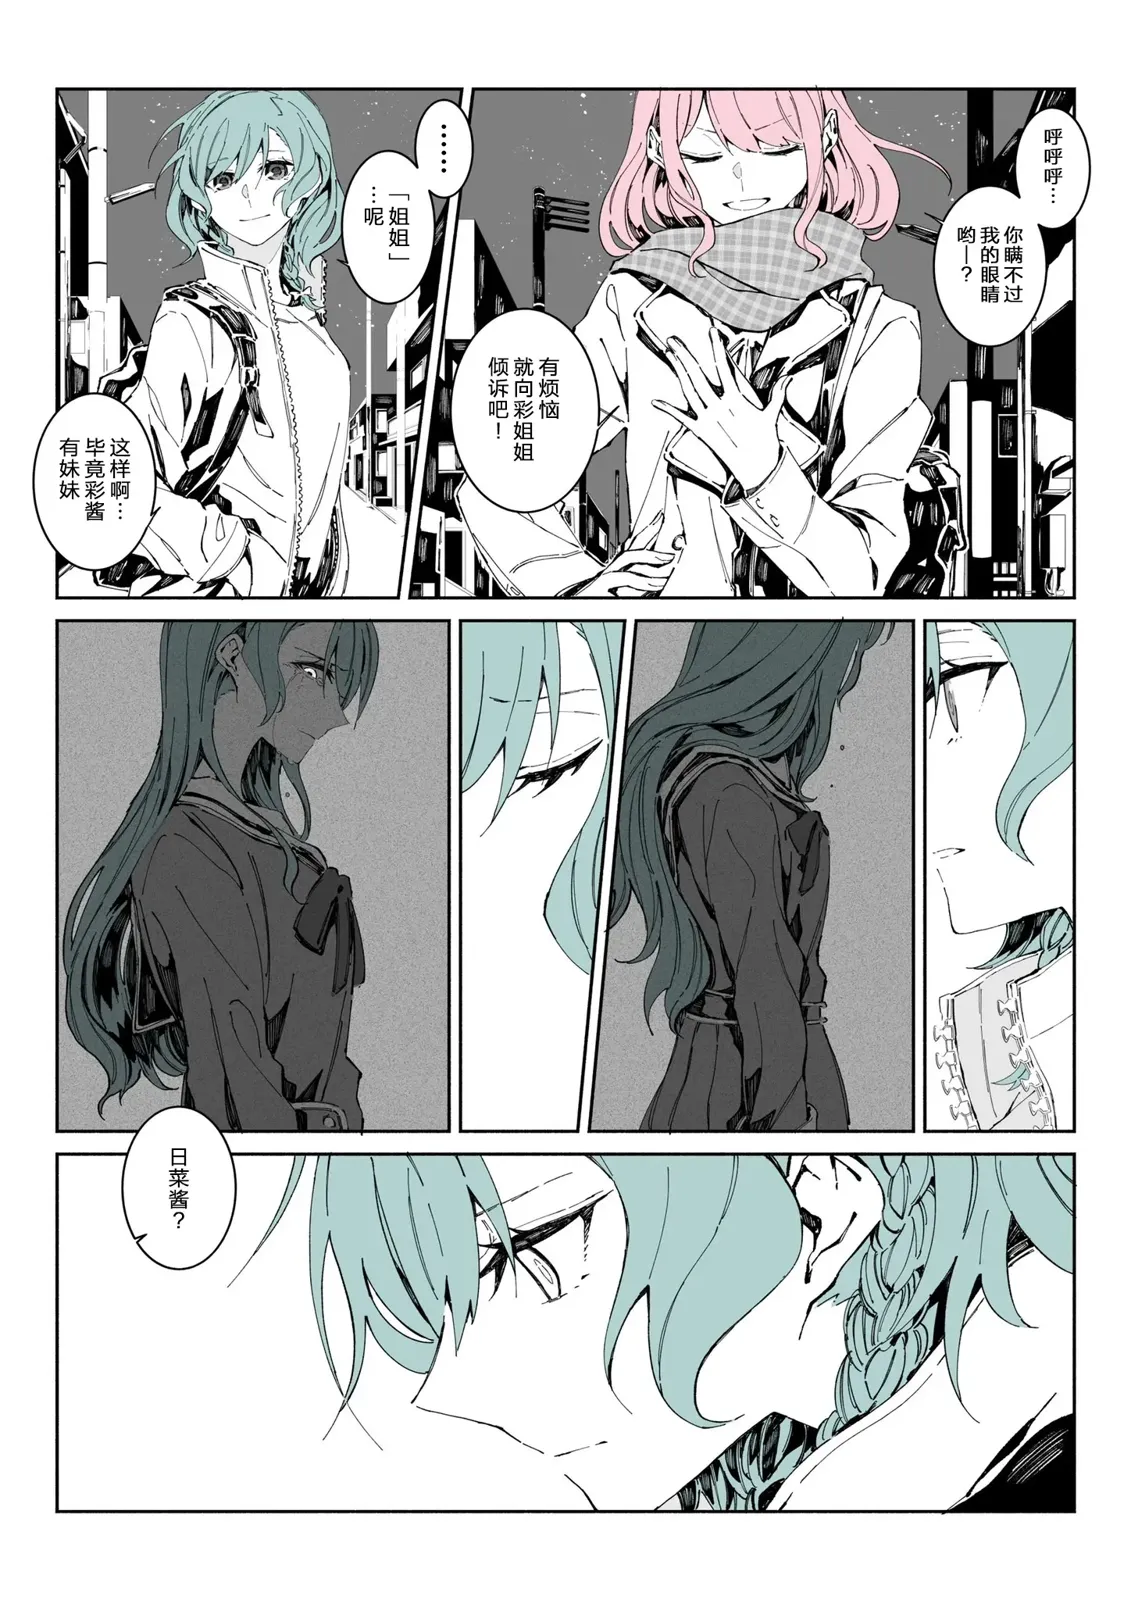 呼呼呼…
你瞒不过
我的眼睛
哟—?
有烦恼
就向彩姐姐
倾诉吧!
……
「姐姐」
…呢
这样啊…
毕竟彩酱
有妹妹
日菜酱?